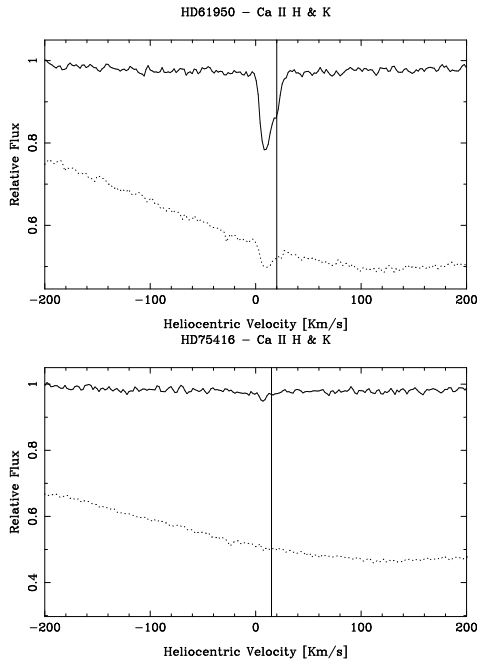 HD61950 − Ca II H & K
1
0.8
0.6
Relative Flux
−200 −100 0 100 200
Heliocentric Velocity [Km/s]
HD75416 − Ca II H & K
1
0.8
0.6
0.4
Relative Flux
−200 −100 0 100 200
Heliocentric Velocity [Km/s]